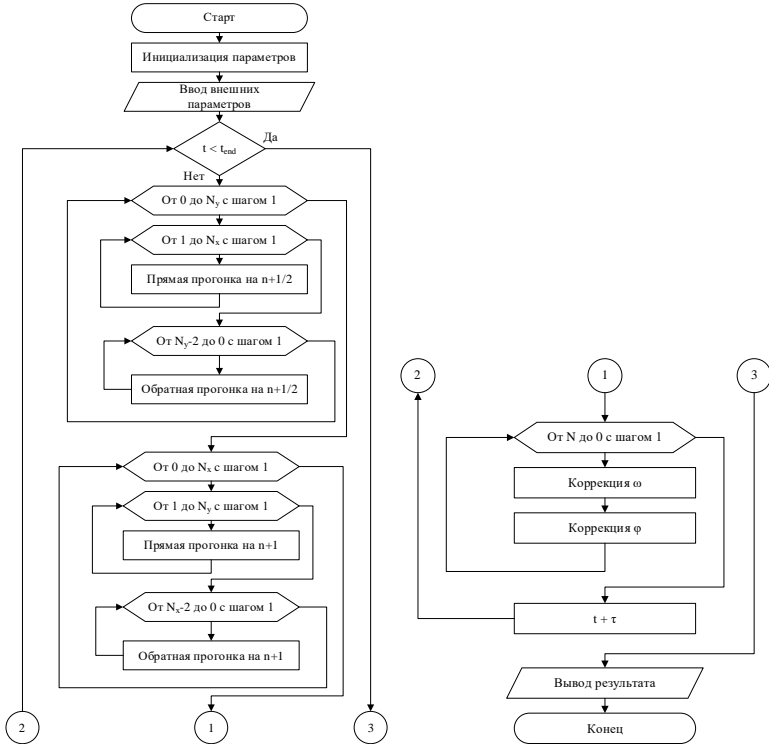 Старт
Инициализация параметров
Ввод внешних
параметров
t < tend
Да
Нет
От 0 до Ny с шагом 1
От 1 до Nx с шагом 1
Прямая прогонка на n+1/2
От Ny-2 до 0 с шагом 1
Обратная прогонка на n+1/2
От 0 до Nx с шагом 1
От 1 до Ny с шагом 1
Прямая прогонка на n+1
От Nx-2 до 0 с шагом 1
Обратная прогонка на n+1
2
1
3
2
1
3
От N до 0 с шагом 1
Коррекция ω
Коррекция φ
t + τ
Вывод результата
Конец